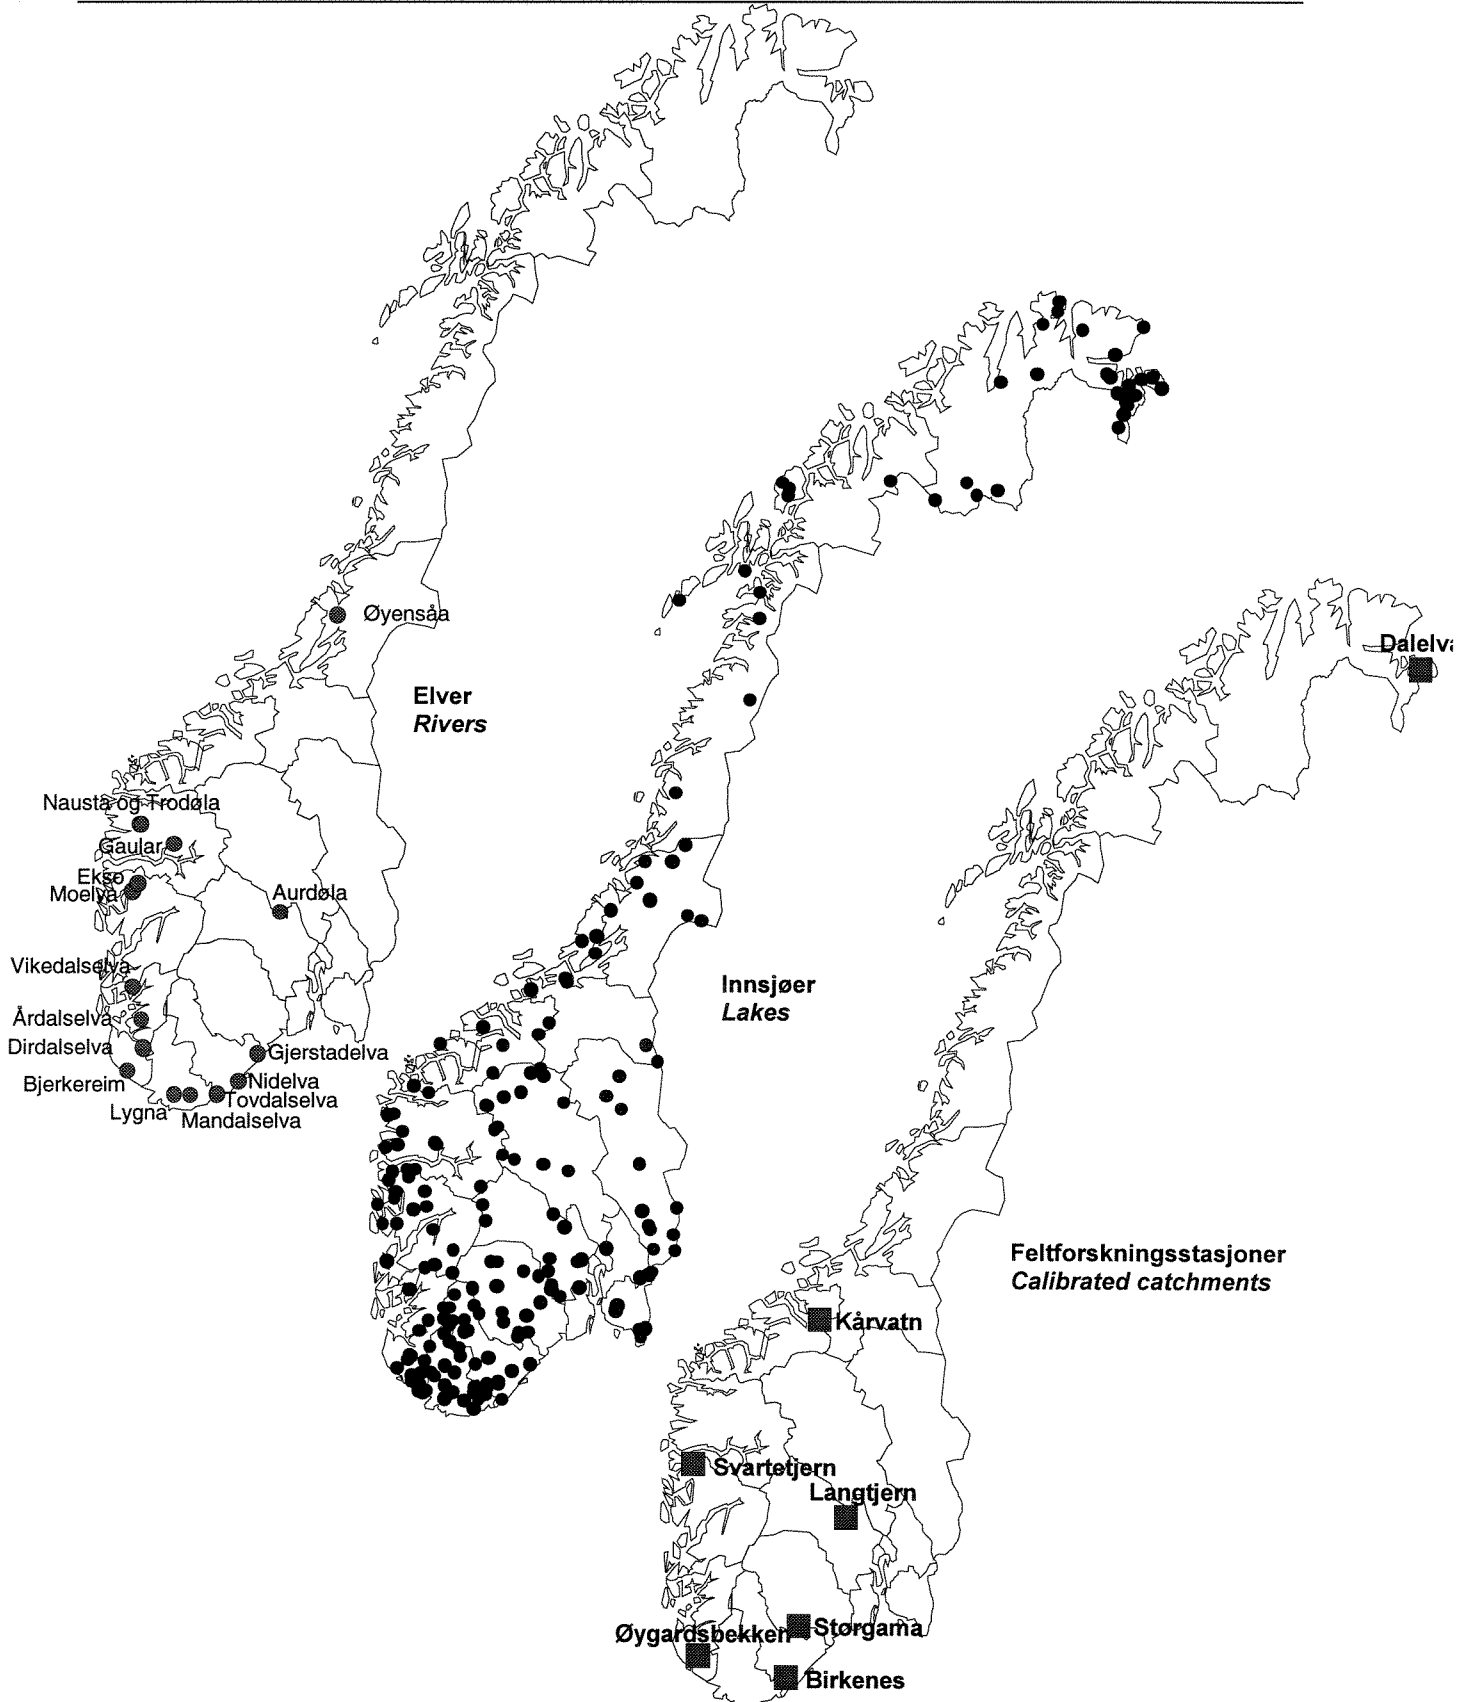 Øyensåa
Elver
Rivers
Nausta og Trodøla
Gaular
Ekso
Moelva
Aurdøla
Vikedalselva
Årdalselva
Dirdalselva
Gjerstadelva
Bjerkereim
Nidelva
Tovdalselva
Lygna
Mandalselva
Innsjøer
Lakes
Dalelva
Feltforskningsstasjoner
Calibrated catchments
Kårvatn
Svartetjern
Langtjern
Øygardsbekken
Størgama
Birkenes